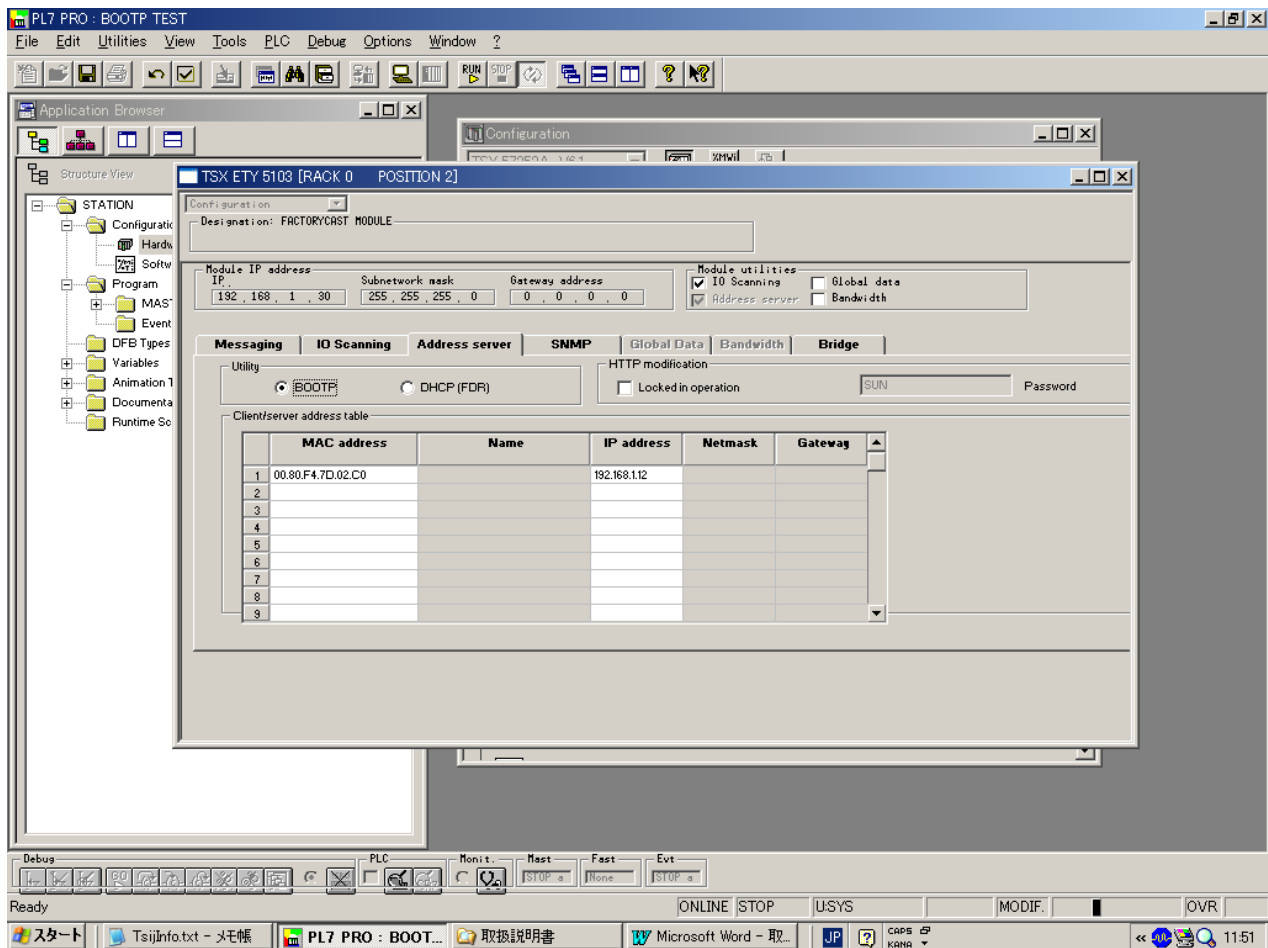 PL7 PRO : BOOTP TEST
File Edit Utilities View Tools PLC Debug Options Window ?
RUN STOP
Application Browser
Configuration
Structure View
TSX ETY 5103 [RACK 0 POSITION 2]
STATION
Configuration
Designation: FACTORYCAST MODULE
Hardw
Softw
Program
MAS
Event
DFB Types
Variables
Animation T
Documenta
Runtime Sc
Module IP address
IP.. Subnetwork mask Gateway address
192 . 168 . 1 . 30 255 . 255 . 255 . 0 0 . 0 . 0 . 0
Module utilities
IO Scanning Global data
Address server Bandwidth
Messaging IO Scanning Address server SNMP Global Data Bandwidth Bridge
Utility
BOOTP DHCP (FDR)
HTTP modification
Locked in operation SUN Password
Client/server address table
MAC address Name IP address Netmask Gateway
1 00.80.F4.7D.02.C0 192.168.1.12
2
3
4
5
6
7
8
9
Debug PLC Monit. Mast Fast Evt
GO STOP a None STOP a
Ready ONLINE STOP U:SYS MODIF. OVR
スタート TsijInfo.txt - メモ帳 PL7 PRO : BOOT... 取扱説明書 Microsoft Word - 取... JP ? CAPS KANA « 11:51